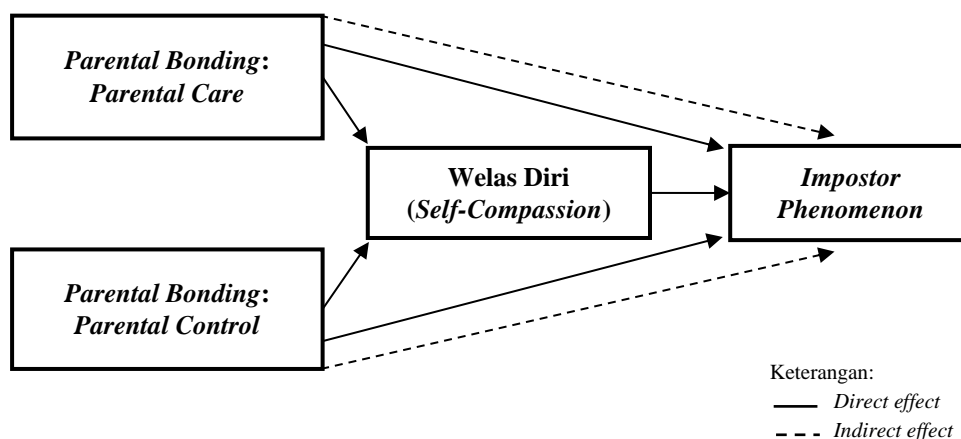 Parental Bonding:
Parental Care
Welas Diri
(Self-Compassion)
Impostor
Phenomenon
Parental Bonding:
Parental Control
Keterangan:
Direct effect
Indirect effect